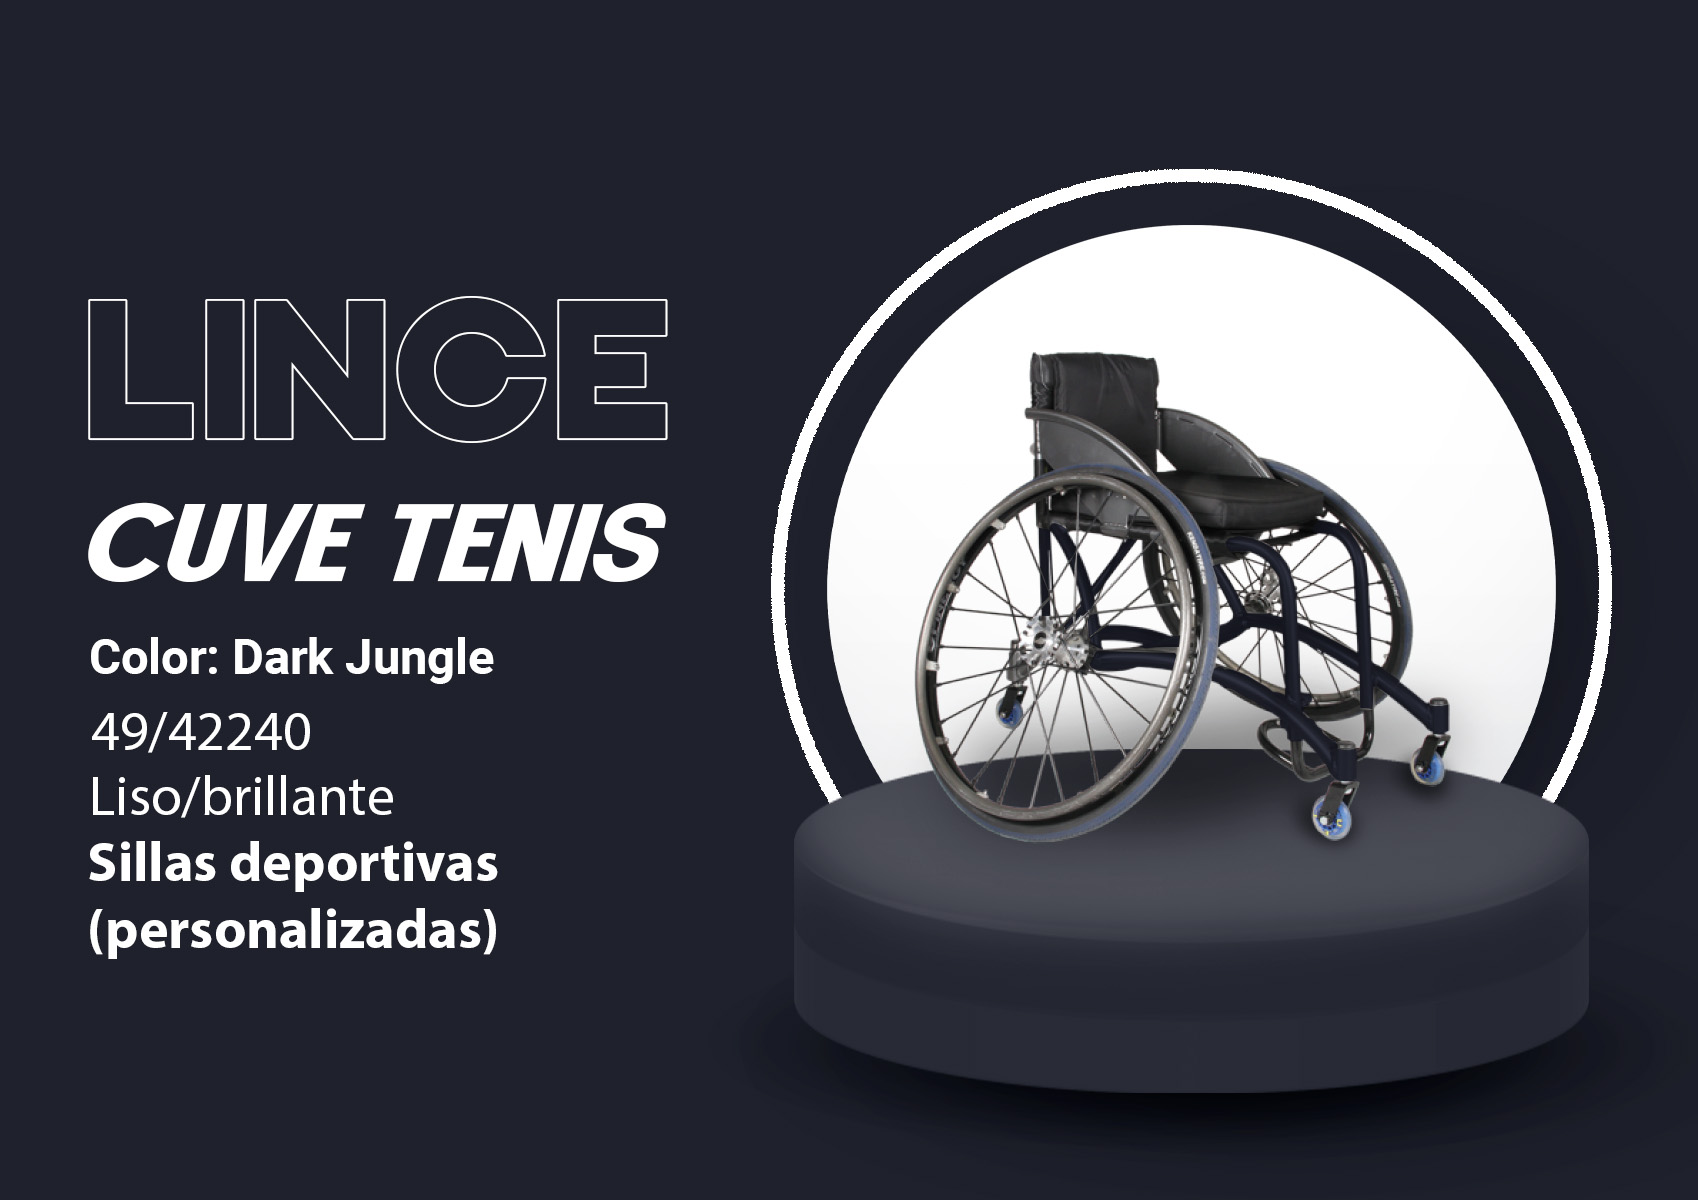 LINCE
CUVE TENIS
Color: Dark Jungle
49/42240
Liso/brillante
Sillas deportivas
(personalizadas)